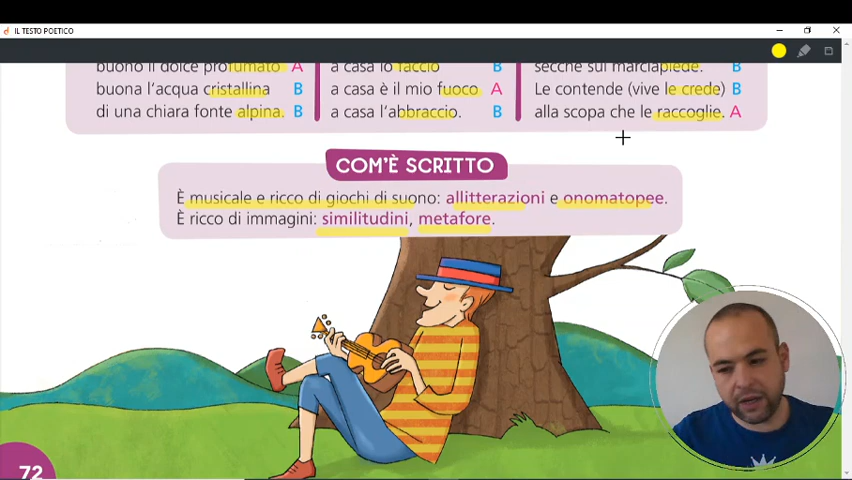 IL TESTO POETICO
buono il dolce profumato A
buona l'acqua cristallina B
di una chiara fonte alpina. B
a casa lo faccio B
a casa è il mio fuoco A
a casa l'abbraccio. B
secche sul marciapiede. B
Le contende (vive le crede) B
alla scopa che le raccoglie. A
COM'È SCRITTO
È musicale e ricco di giochi di suono: allitterazioni e onomatopee.
È ricco di immagini: similitudini, metafore.
72